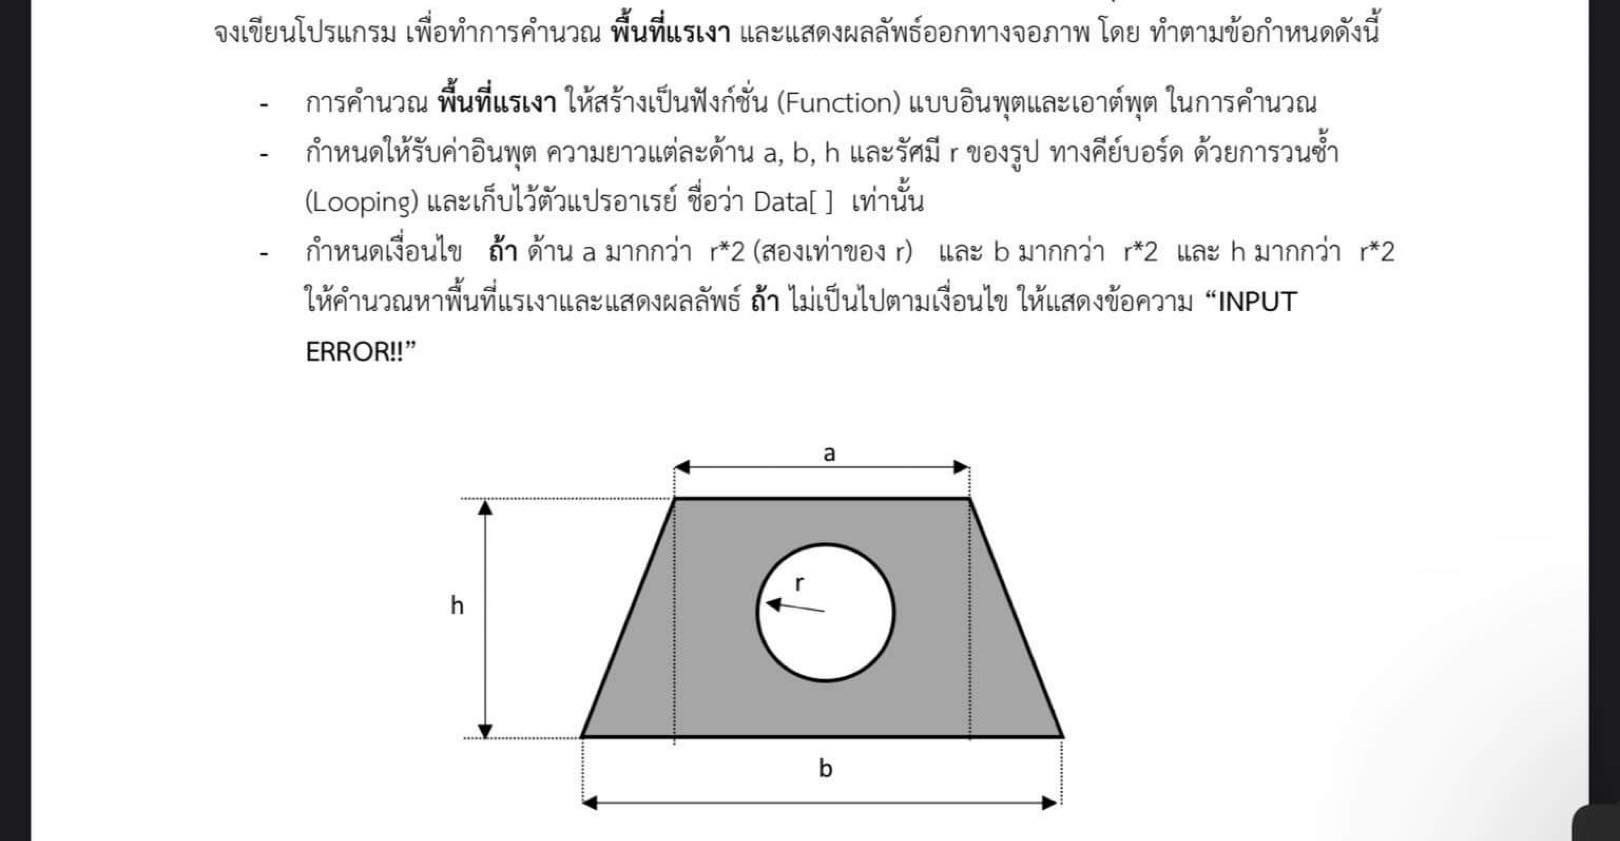 จงเขียนโปรแกรม เพื่อทำการคำนวณ พื้นที่แรเงา และแสดงผลลัพธ์ออกทางจอภาพ โดย ทำตามข้อกำหนดดังนี้
- การคำนวณ พื้นที่แรเงา ให้สร้างเป็นฟังก์ชั่น (Function) แบบอินพุตและเอาต์พุต ในการคำนวณ
- กำหนดให้รับค่าอินพุต ความยาวแต่ละด้าน a, b, h และรัศมี r ของรูป ทางคีย์บอร์ด ด้วยการวนซ้ำ
(Looping) และเก็บไว้ตัวแปรอาเรย์ ชื่อว่า Data[ ] เท่านั้น
- กำหนดเงื่อนไข ถ้า ด้าน a มากกว่า r*2 (สองเท่าของ r) และ b มากกว่า r*2 และ h มากกว่า r*2
ให้คำนวณหาพื้นที่แรเงาและแสดงผลลัพธ์ ถ้า ไม่เป็นไปตามเงื่อนไข ให้แสดงข้อความ “INPUT
ERROR!!”
a
r
h
b